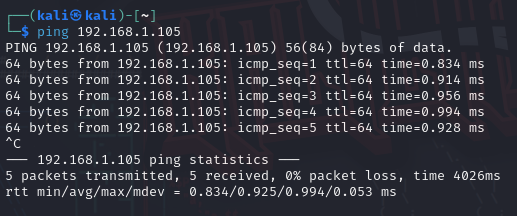 ┌──(kali㉿kali)-[~]
└─$ ping 192.168.1.105
PING 192.168.1.105 (192.168.1.105) 56(84) bytes of data.
64 bytes from 192.168.1.105: icmp_seq=1 ttl=64 time=0.834 ms
64 bytes from 192.168.1.105: icmp_seq=2 ttl=64 time=0.914 ms
64 bytes from 192.168.1.105: icmp_seq=3 ttl=64 time=0.956 ms
64 bytes from 192.168.1.105: icmp_seq=4 ttl=64 time=0.994 ms
64 bytes from 192.168.1.105: icmp_seq=5 ttl=64 time=0.928 ms
^C
--- 192.168.1.105 ping statistics ---
5 packets transmitted, 5 received, 0% packet loss, time 4026ms
rtt min/avg/max/mdev = 0.834/0.925/0.994/0.053 ms